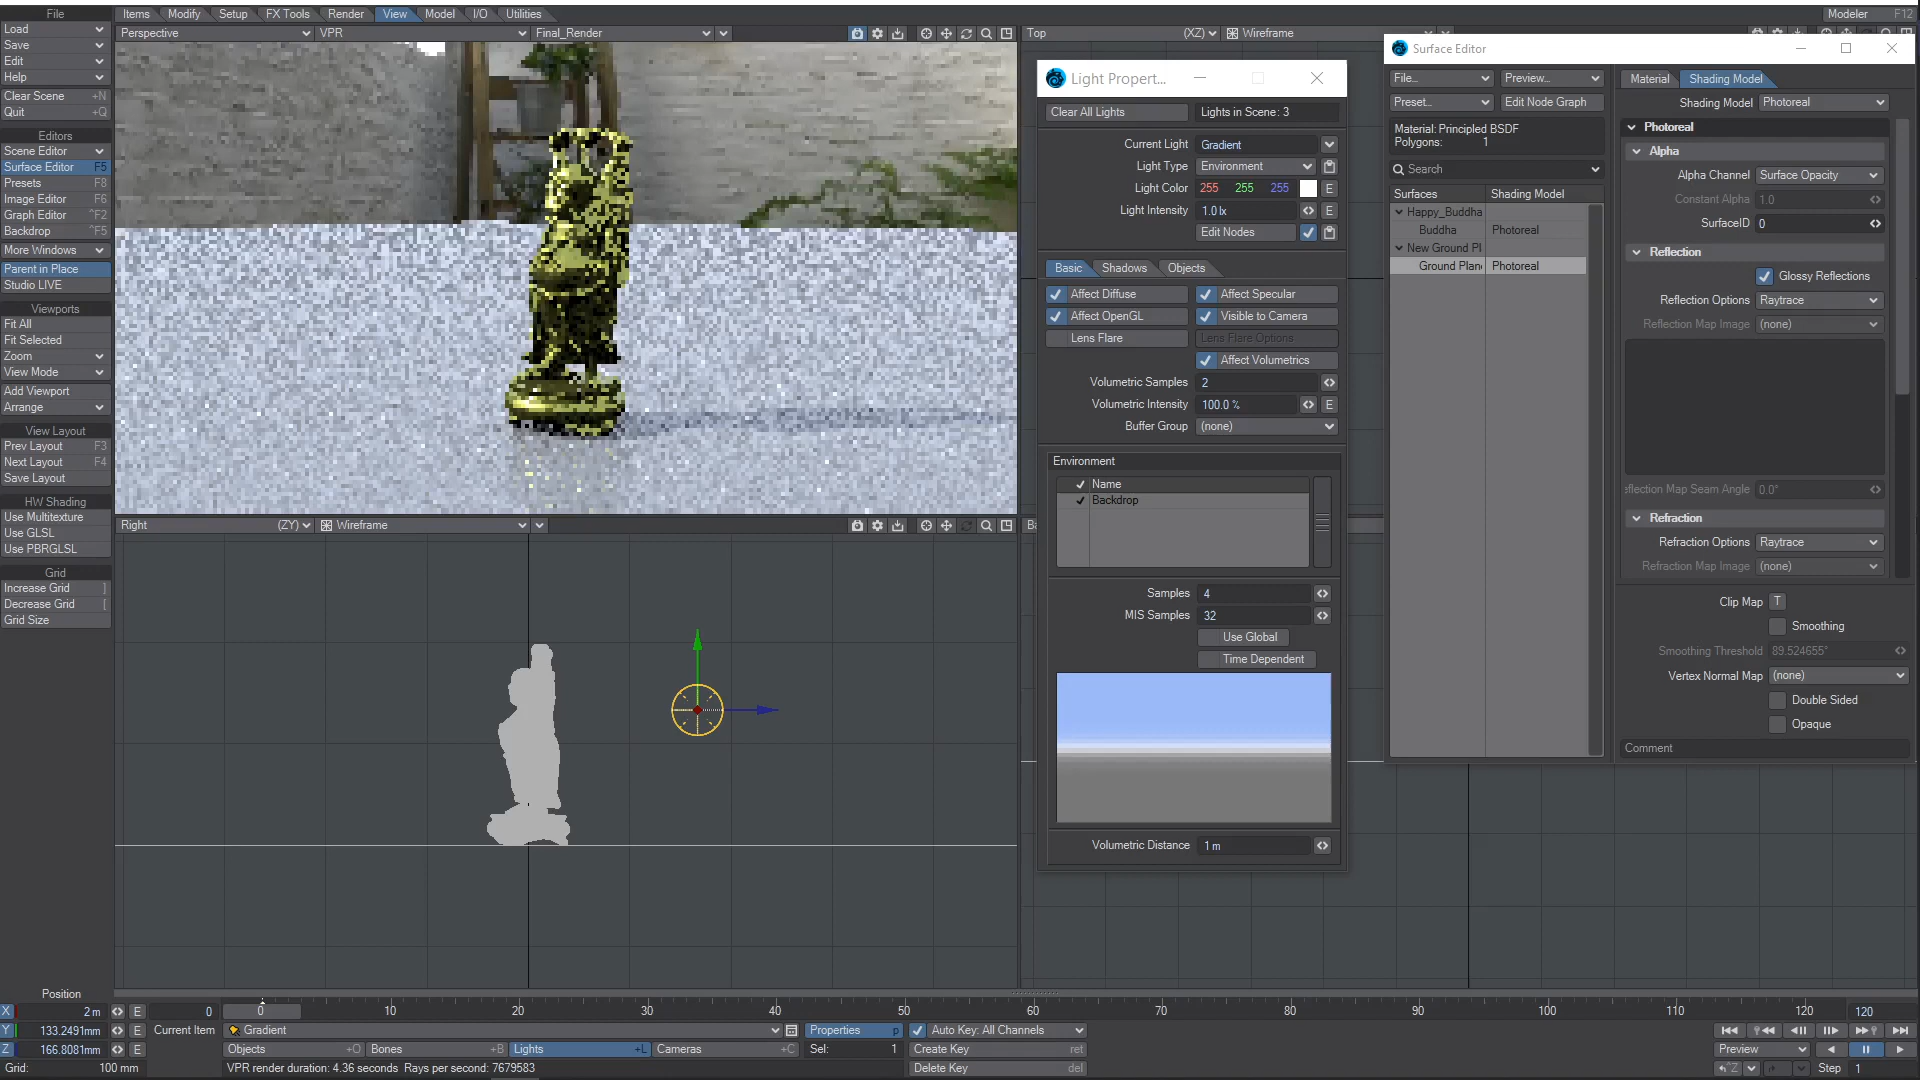 File
Items Modify Setup FX Tools Render View Model I/O Utilities
Modeler F12
Load
Save
Edit
Help
Clear Scene +N
Quit +Q
Editors
Scene Editor
Surface Editor F5
Presets F8
Image Editor F6
Graph Editor ^F2
Backdrop ^F5
More Windows
Parent in Place
Studio LIVE
Viewports
Fit All
Fit Selected
Zoom
View Mode
Add Viewport
Arrange
View Layout
Prev Layout F3
Next Layout F4
Save Layout
HW Shading
Use Multitexture
Use GLSL
Use PBRGLSL
Grid
Increase Grid ]
Decrease Grid [
Grid Size
Perspective VPR Final_Render
Top (XZ) Wireframe
Right (ZY) Wireframe
Ba
Light Propert...
Clear All Lights Lights in Scene: 3
Current Light Gradient
Light Type Environment
Light Color 255 255 255 E
Light Intensity 1.0 lx E
Edit Nodes
Basic Shadows Objects
Affect Diffuse Affect Specular
Affect OpenGL Visible to Camera
Lens Flare Lens Flare Options
Affect Volumetrics
Volumetric Samples 2
Volumetric Intensity 100.0 % E
Buffer Group (none)
Environment
Name
Backdrop
Samples 4
MIS Samples 32
Use Global
Time Dependent
Volumetric Distance 1 m
Surface Editor
File... Preview...
Preset... Edit Node Graph
Material: Principled BSDF
Polygons: 1
Search
Surfaces Shading Model
Happy_Buddha
Buddha Photoreal
New Ground Pl
Ground Plan Photoreal
Material Shading Model
Shading Model Photoreal
Photoreal
Alpha
Alpha Channel Surface Opacity
Constant Alpha 1.0
SurfaceID 0
Reflection
Glossy Reflections
Reflection Options Raytrace
Reflection Map Image (none)
eflection Map Seam Angle 0.0°
Refraction
Refraction Options Raytrace
Refraction Map Image (none)
Clip Map T
Smoothing
Smoothing Threshold 89.524655°
Vertex Normal Map (none)
Double Sided
Opaque
Comment
Position
X 2 m E 0
Y 133.2491mm E
Z 166.8081mm E
Grid: 100 mm
0 10 20 30 40 50 60 70 80 90 100 110 120 120
Current Item Gradient Properties p Auto Key: All Channels
Objects +O Bones +B Lights +L Cameras +C Sel: 1 Create Key ret
VPR render duration: 4.36 seconds Rays per second: 7679583 Delete Key del
Preview
^Z Step 1